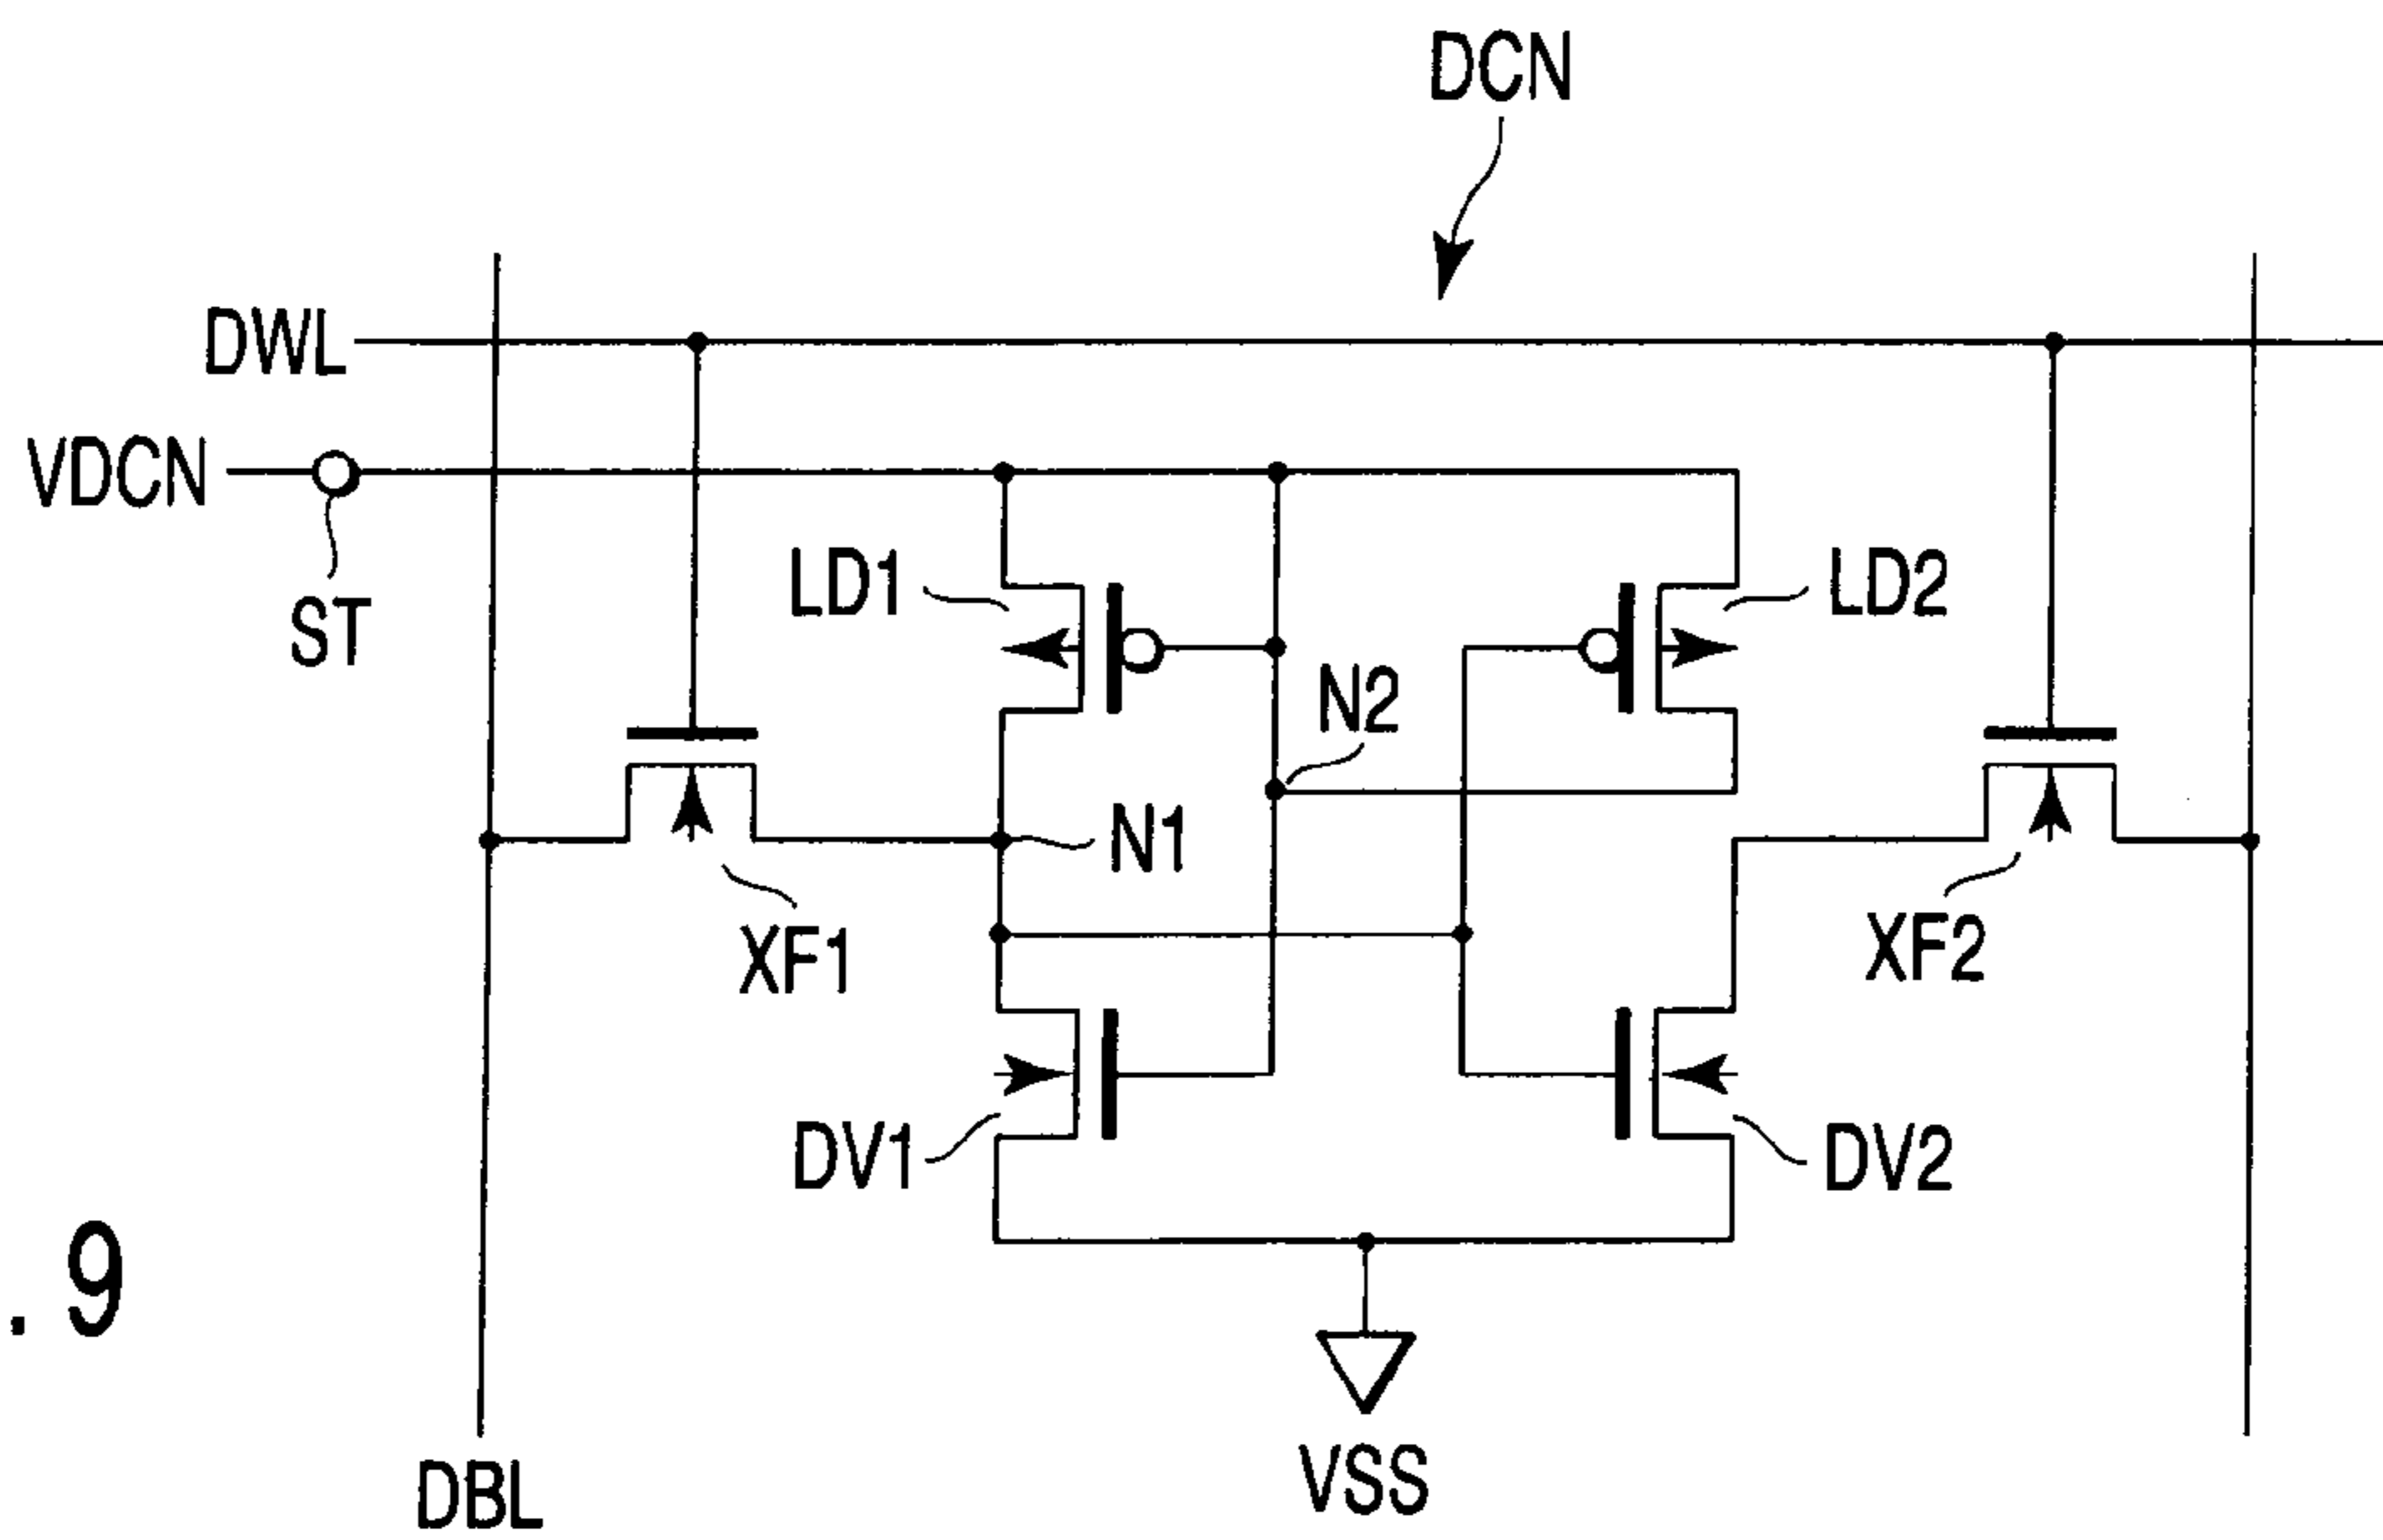 DCN
DWL
VDCN
ST
LD1
LD2
N2
N1
XF1
XF2
DV1
DV2
. 9
DBL
VSS